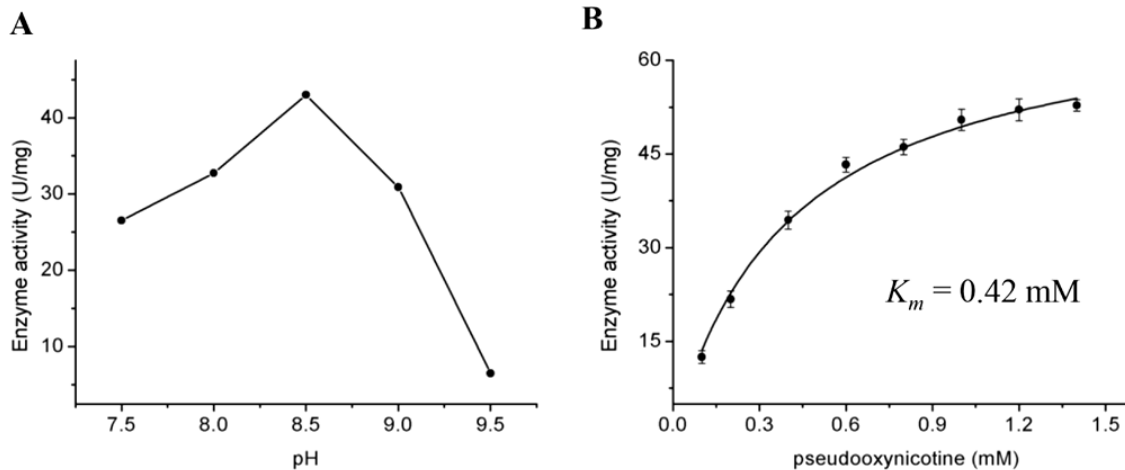 A
Enzyme activity (U/mg)
40
30
20
10
7.5 8.0 8.5 9.0 9.5
pH
B
Enzyme activity (U/mg)
60
45
30
15
Km = 0.42 mM
0.0 0.3 0.6 0.9 1.2 1.5
pseudooxynicotine (mM)